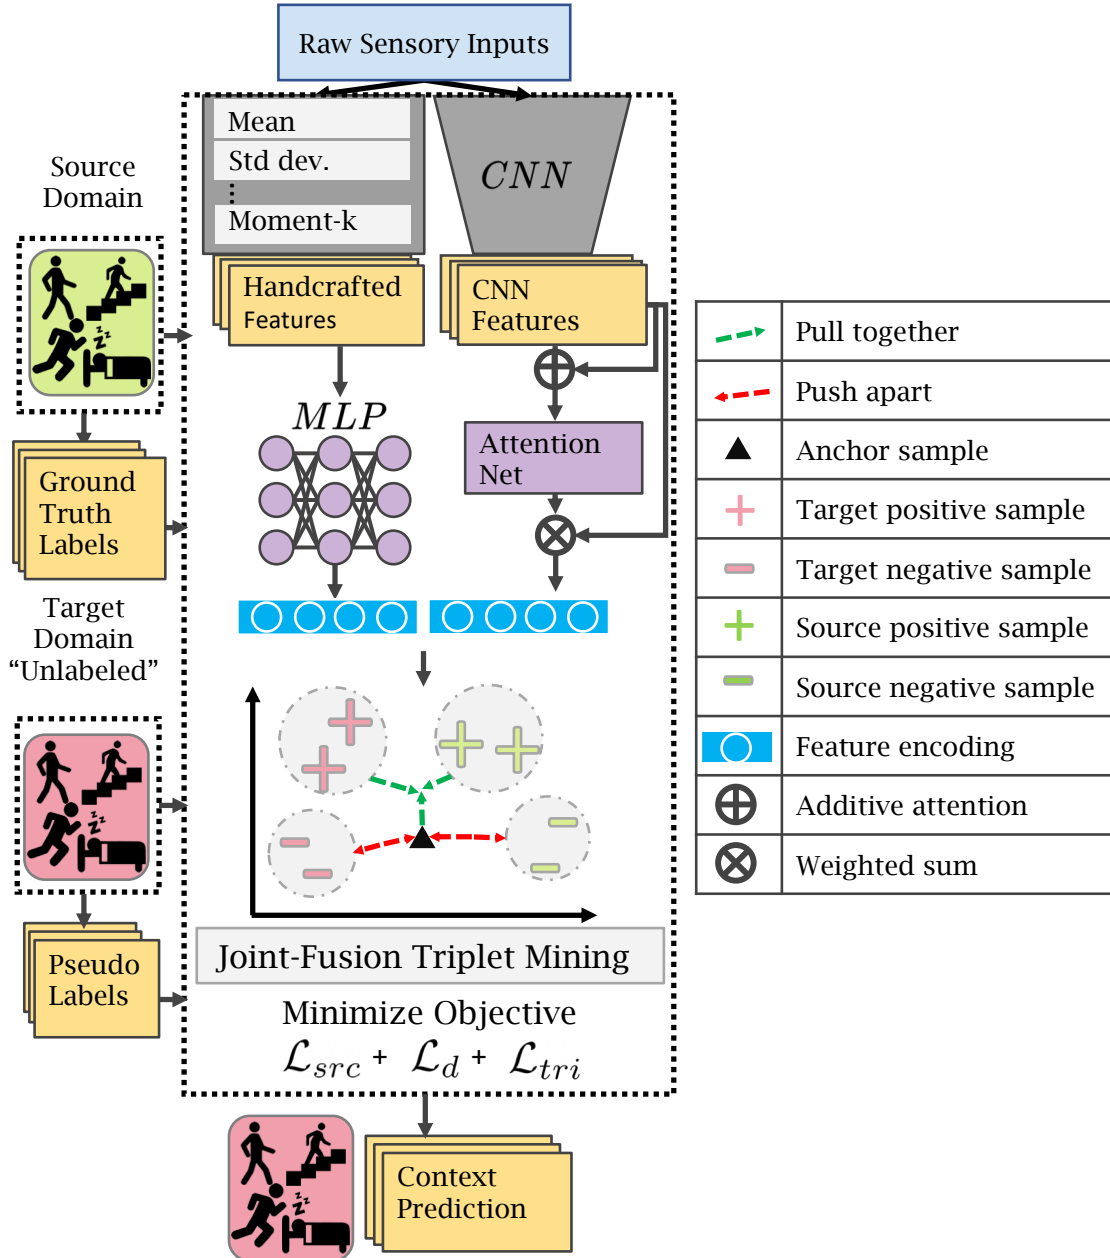 Raw Sensory Inputs
Mean
Std dev.
Moment-k
CNN
Source
Domain
Handcrafted
Features
CNN
Features
MLP
Attention
Net
Ground
Truth
Labels
Target
Domain
“Unlabeled”
Pseudo
Labels
Joint-Fusion Triplet Mining
Minimize Objective
ℒsrc + ℒd + ℒtri
Context
Prediction
Pull together
Push apart
Anchor sample
Target positive sample
Target negative sample
Source positive sample
Source negative sample
Feature encoding
Additive attention
Weighted sum
zzz
zzz
zzz